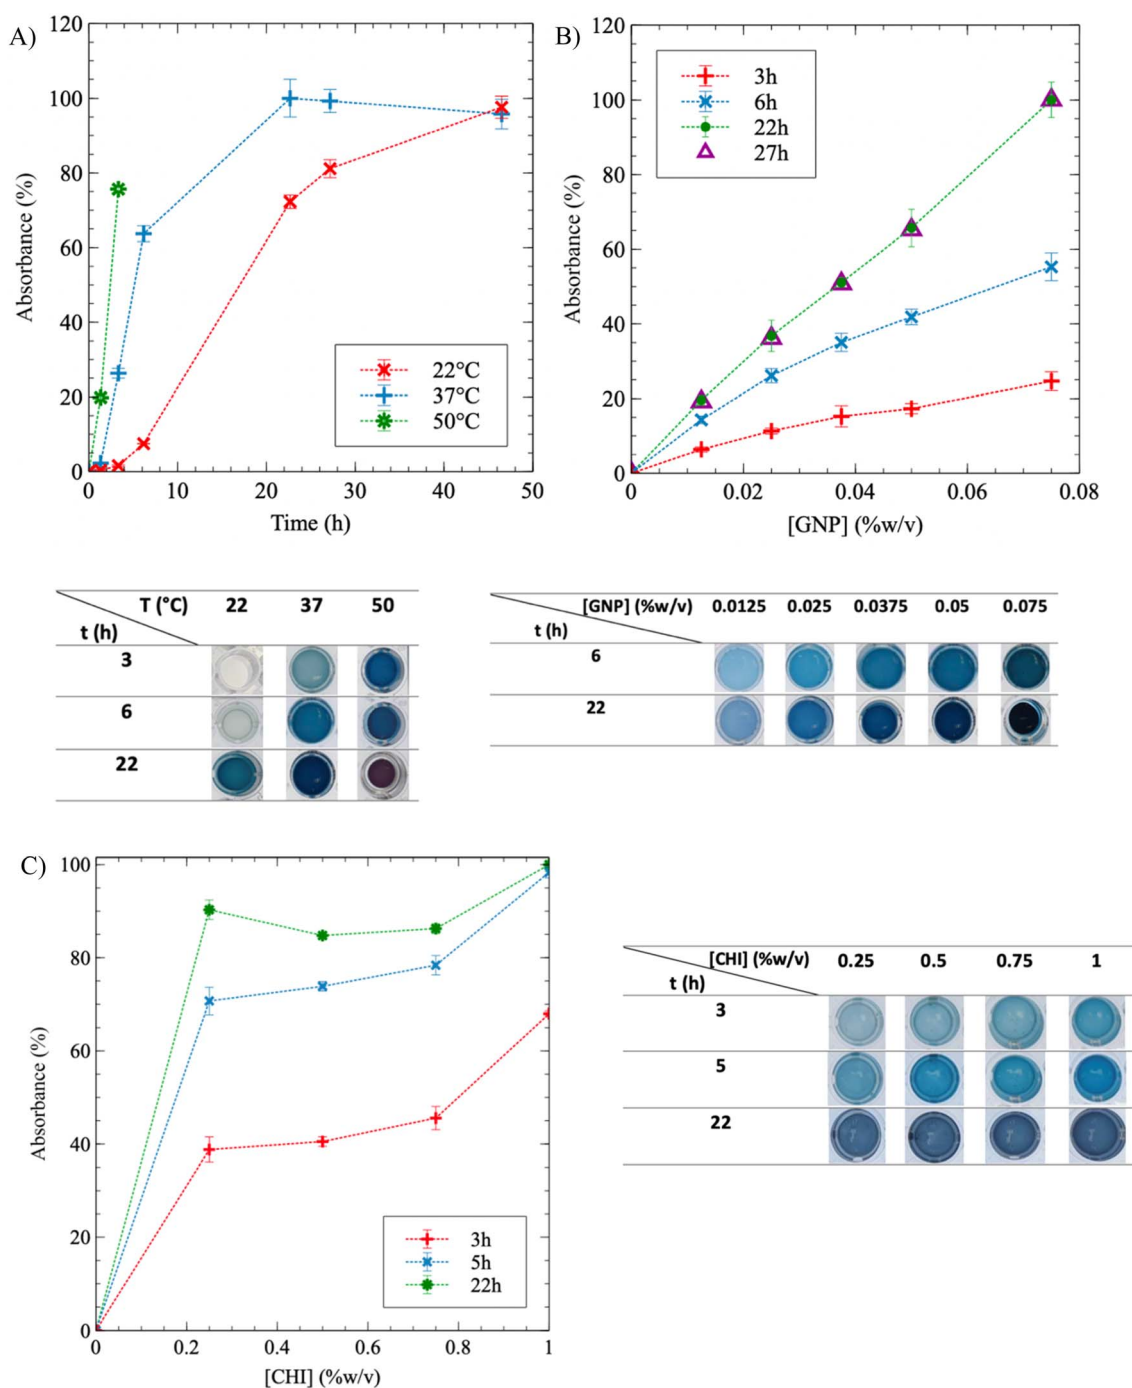 A)
120
100
80
60
40
20
0
Absorbance (%)
22°C
37°C
50°C
0 10 20 30 40 50
Time (h)
B)
120
100
80
60
40
20
0
Absorbance (%)
3h
6h
22h
27h
0 0.02 0.04 0.06 0.08
[GNP] (%w/v)
T (°C) 22 37 50
t (h)
3
6
22
[GNP] (%w/v) 0.0125 0.025 0.0375 0.05 0.075
t (h)
6
22
C)
100
80
60
40
20
0
Absorbance (%)
3h
5h
22h
0 0.2 0.4 0.6 0.8 1
[CHI] (%w/v)
[CHI] (%w/v) 0.25 0.5 0.75 1
t (h)
3
5
22